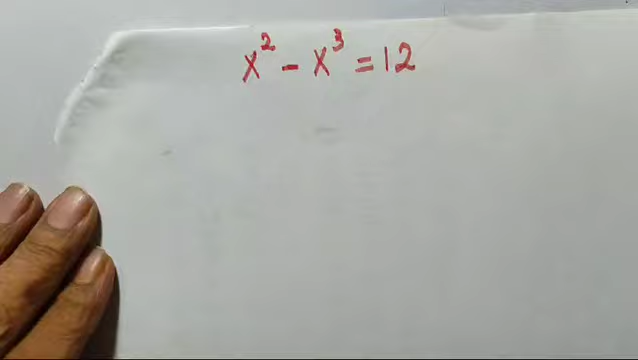 x² - x³ = 12